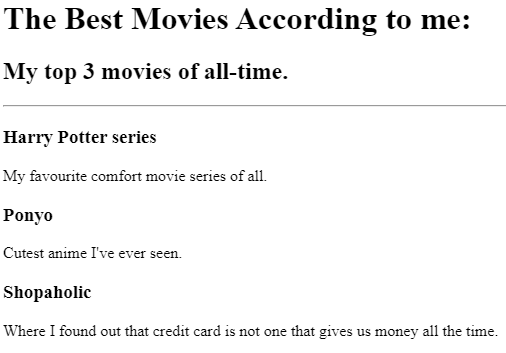 The Best Movies According to me:
My top 3 movies of all-time.
Harry Potter series
My favourite comfort movie series of all.
Ponyo
Cutest anime I've ever seen.
Shopaholic
Where I found out that credit card is not one that gives us money all the time.